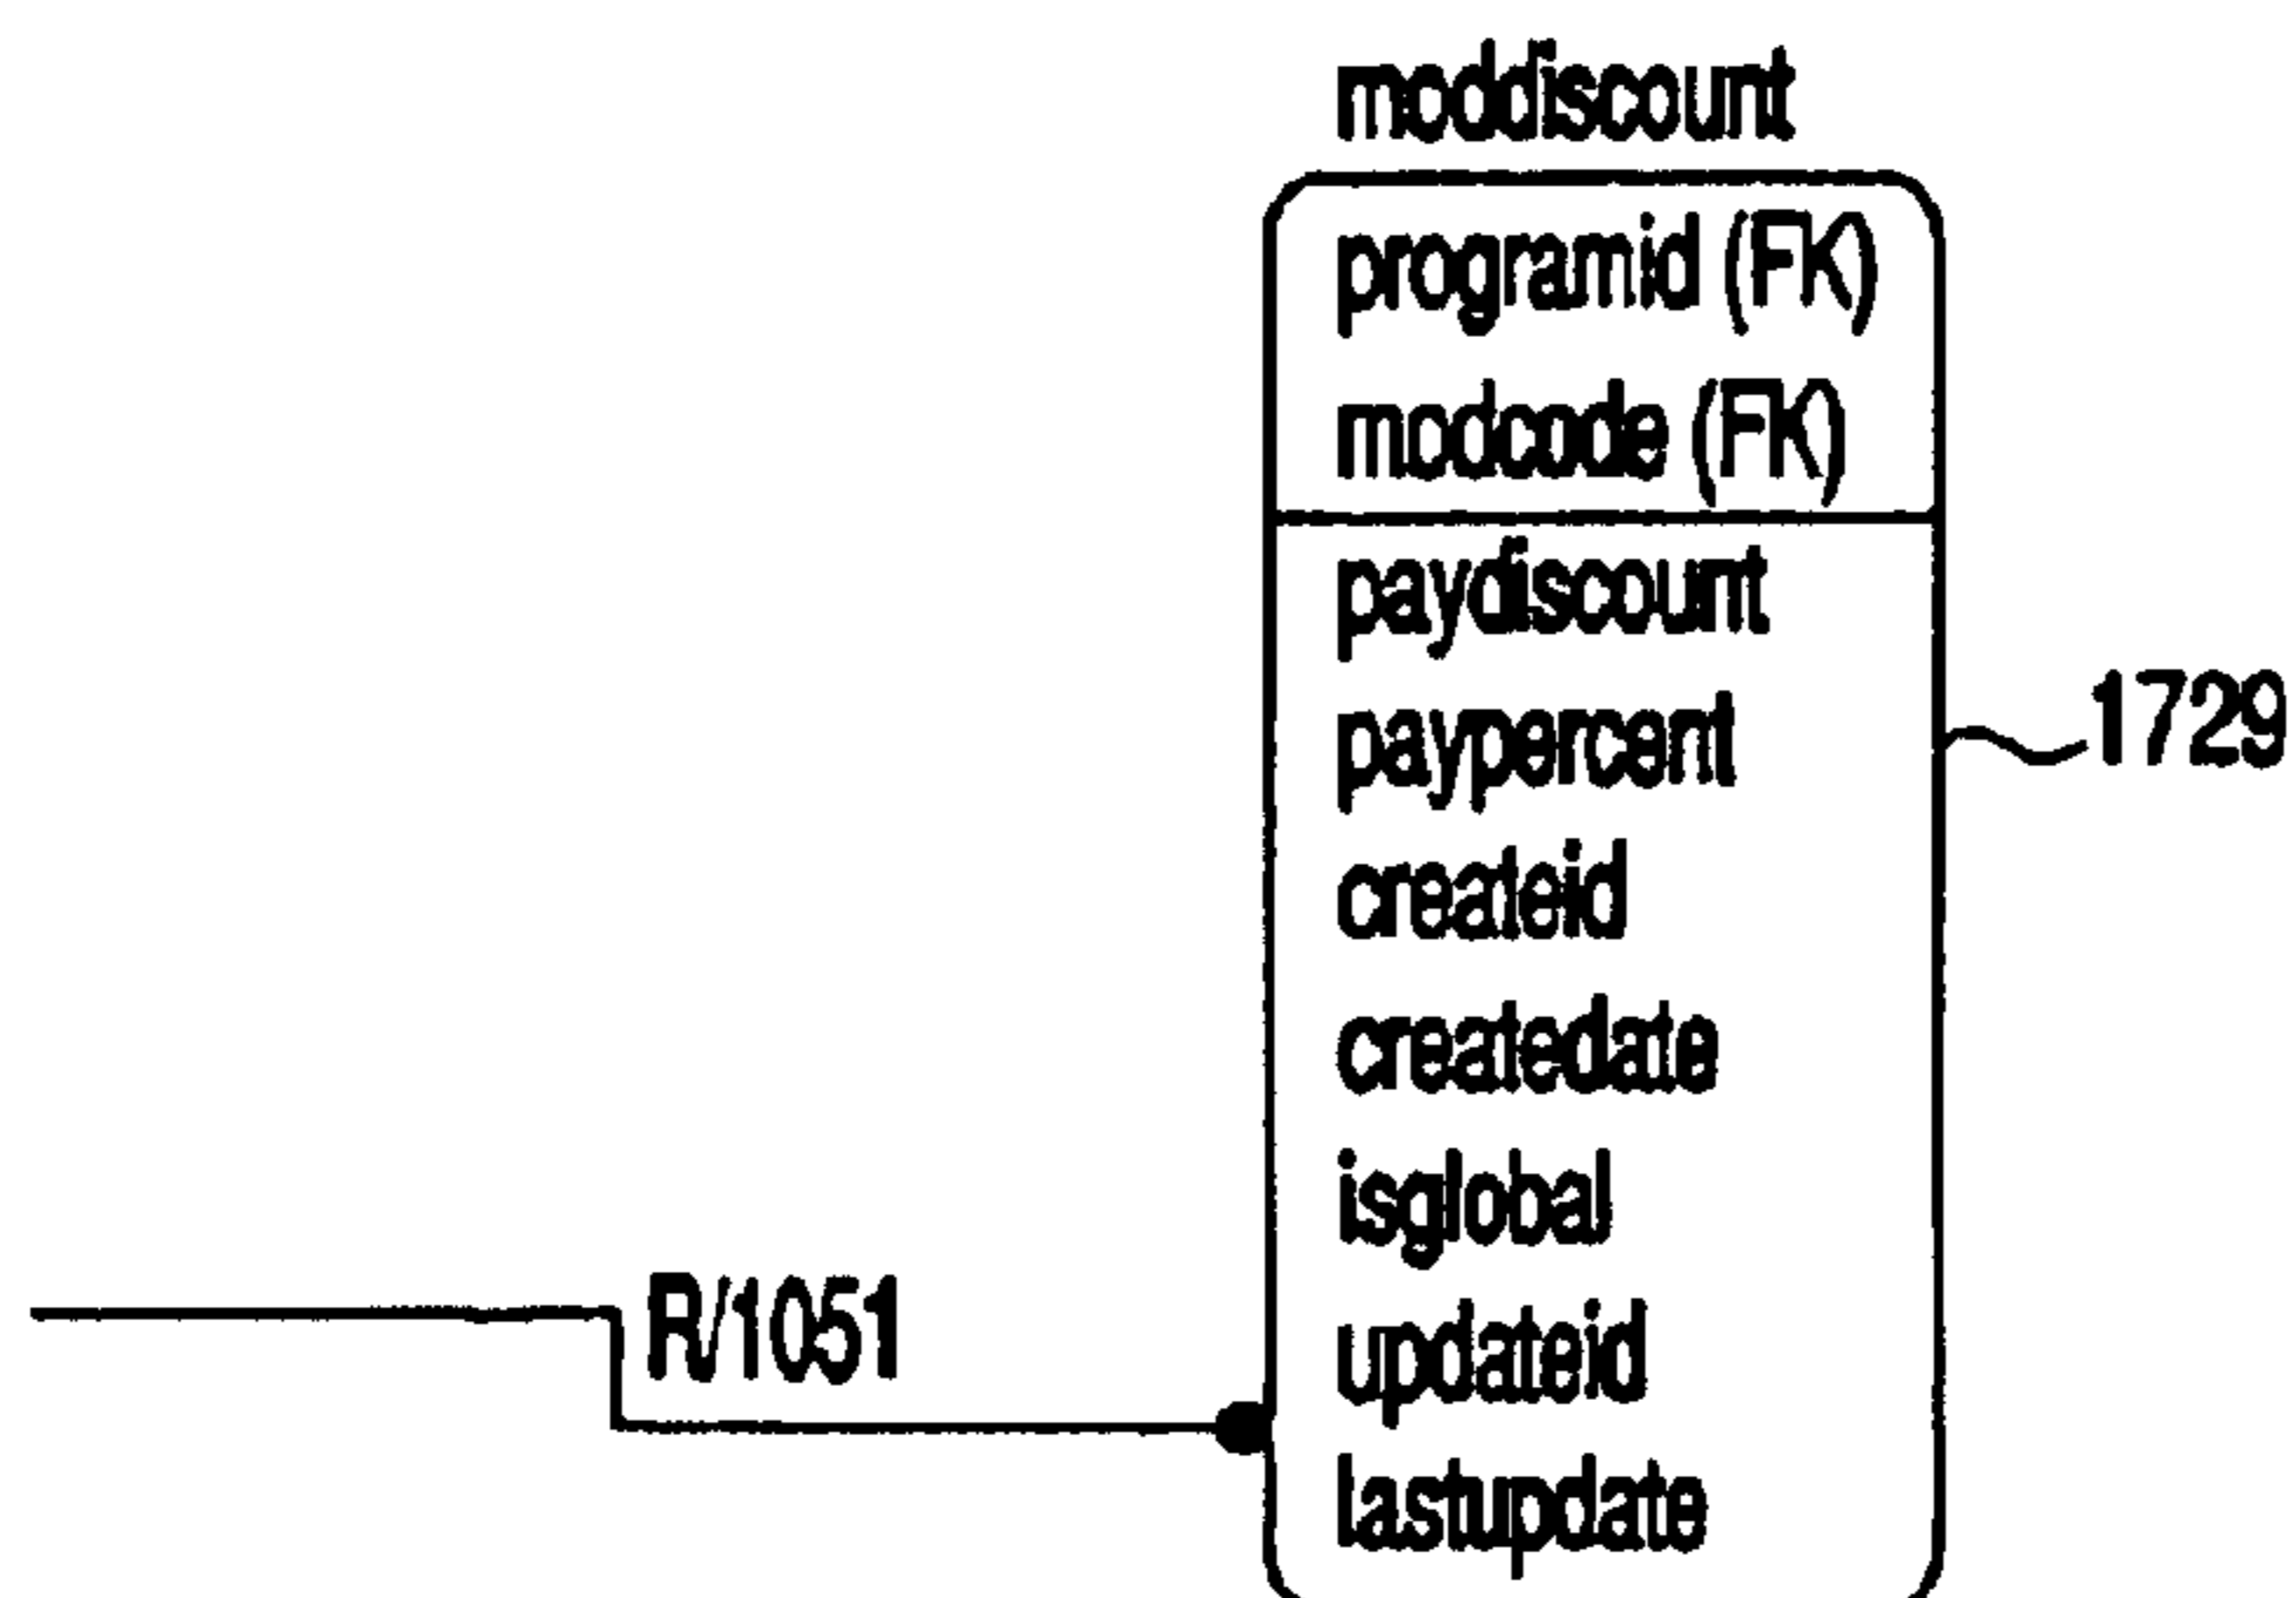 moddiscount
programid (FK)
modcode (FK)
paydiscount
paypercent
1729
createid
createdate
isglobal
R/1051
updateid
lastupdate